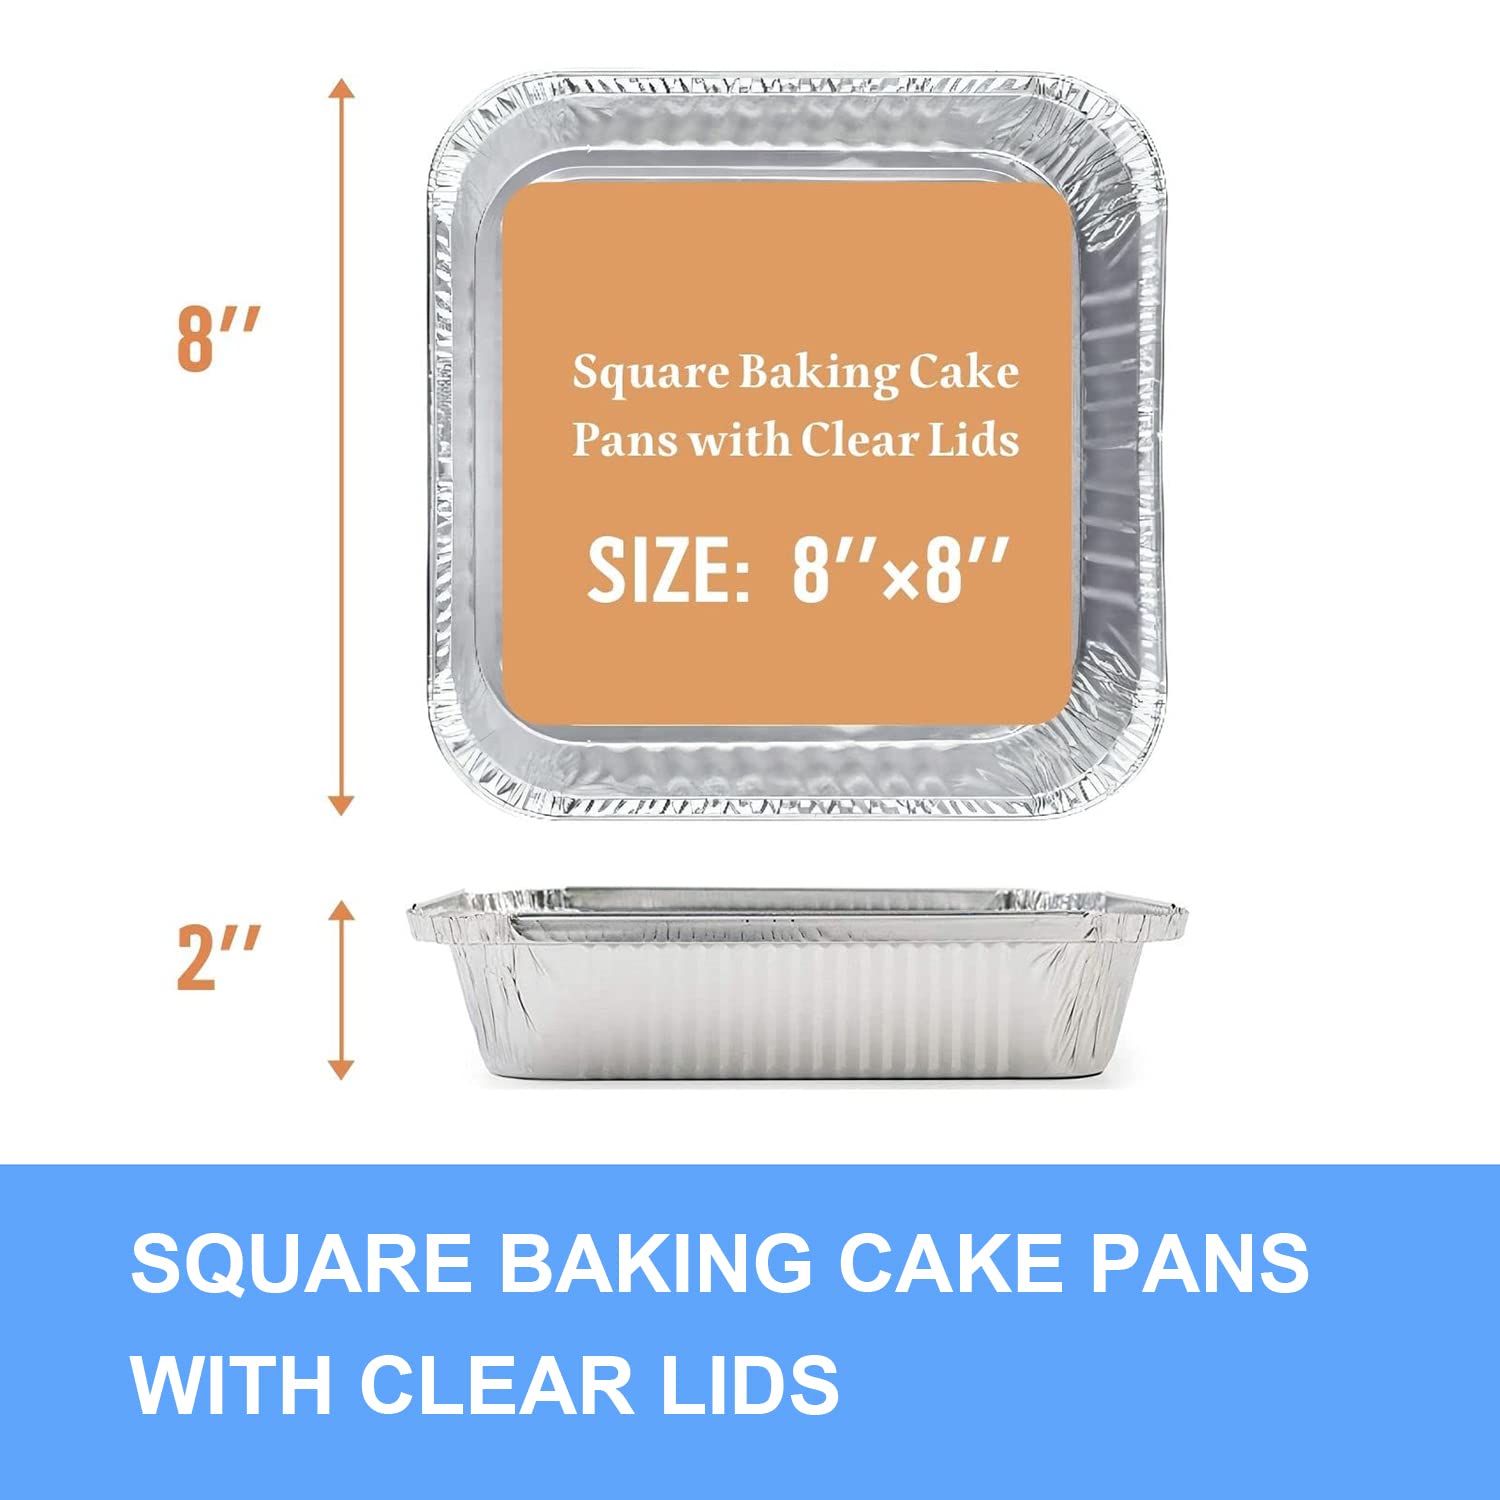 8’’
Square Baking Cake
Pans with Clear Lids
SIZE: 8’’×8’’
2’’
SQUARE BAKING CAKE PANS
WITH CLEAR LIDS